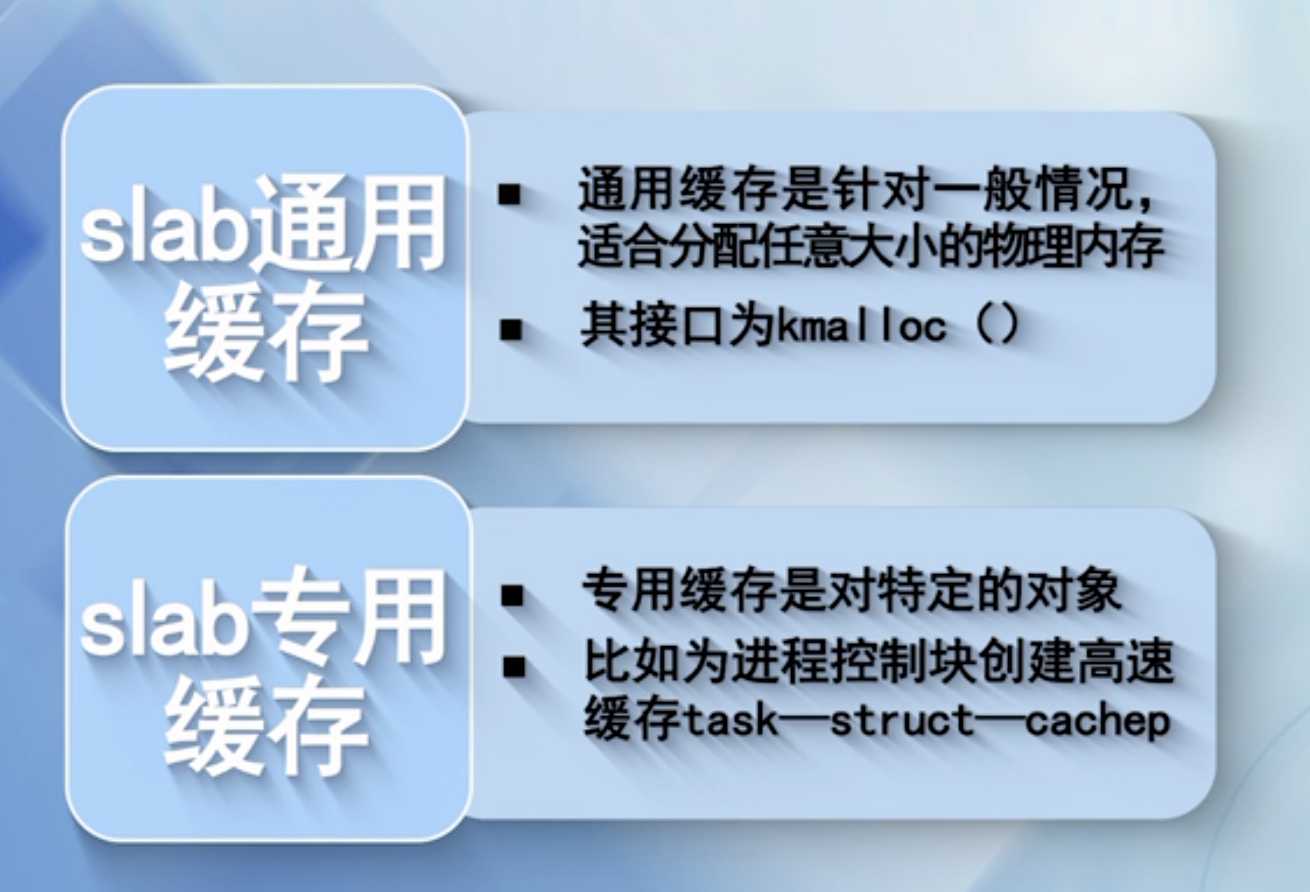 slab通用
缓存
■ 通用缓存是针对一般情况，
适合分配任意大小的物理内存
■ 其接口为kmalloc（）
slab专用
缓存
■ 专用缓存是对特定的对象
■ 比如为进程控制块创建高速
缓存task—struct—cachep